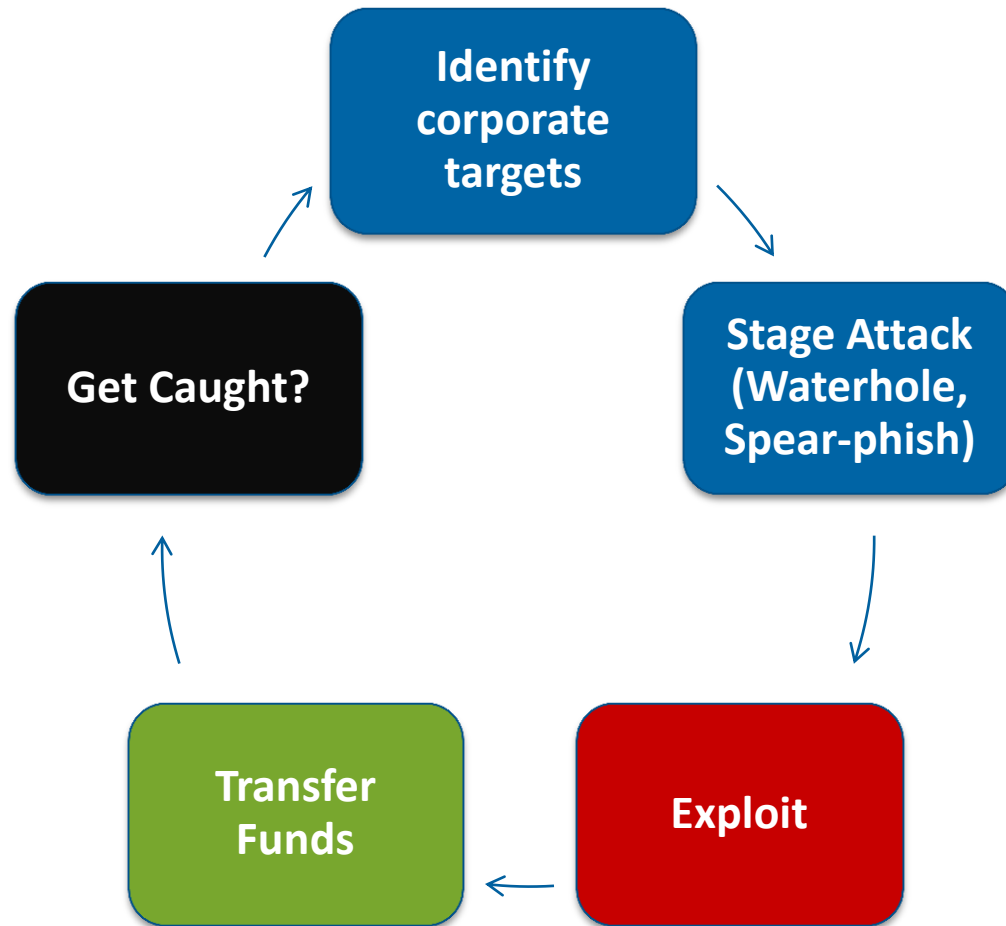 Identify
corporate
targets
Stage Attack
(Waterhole,
Spear-phish)
Exploit
Transfer
Funds
Get Caught?